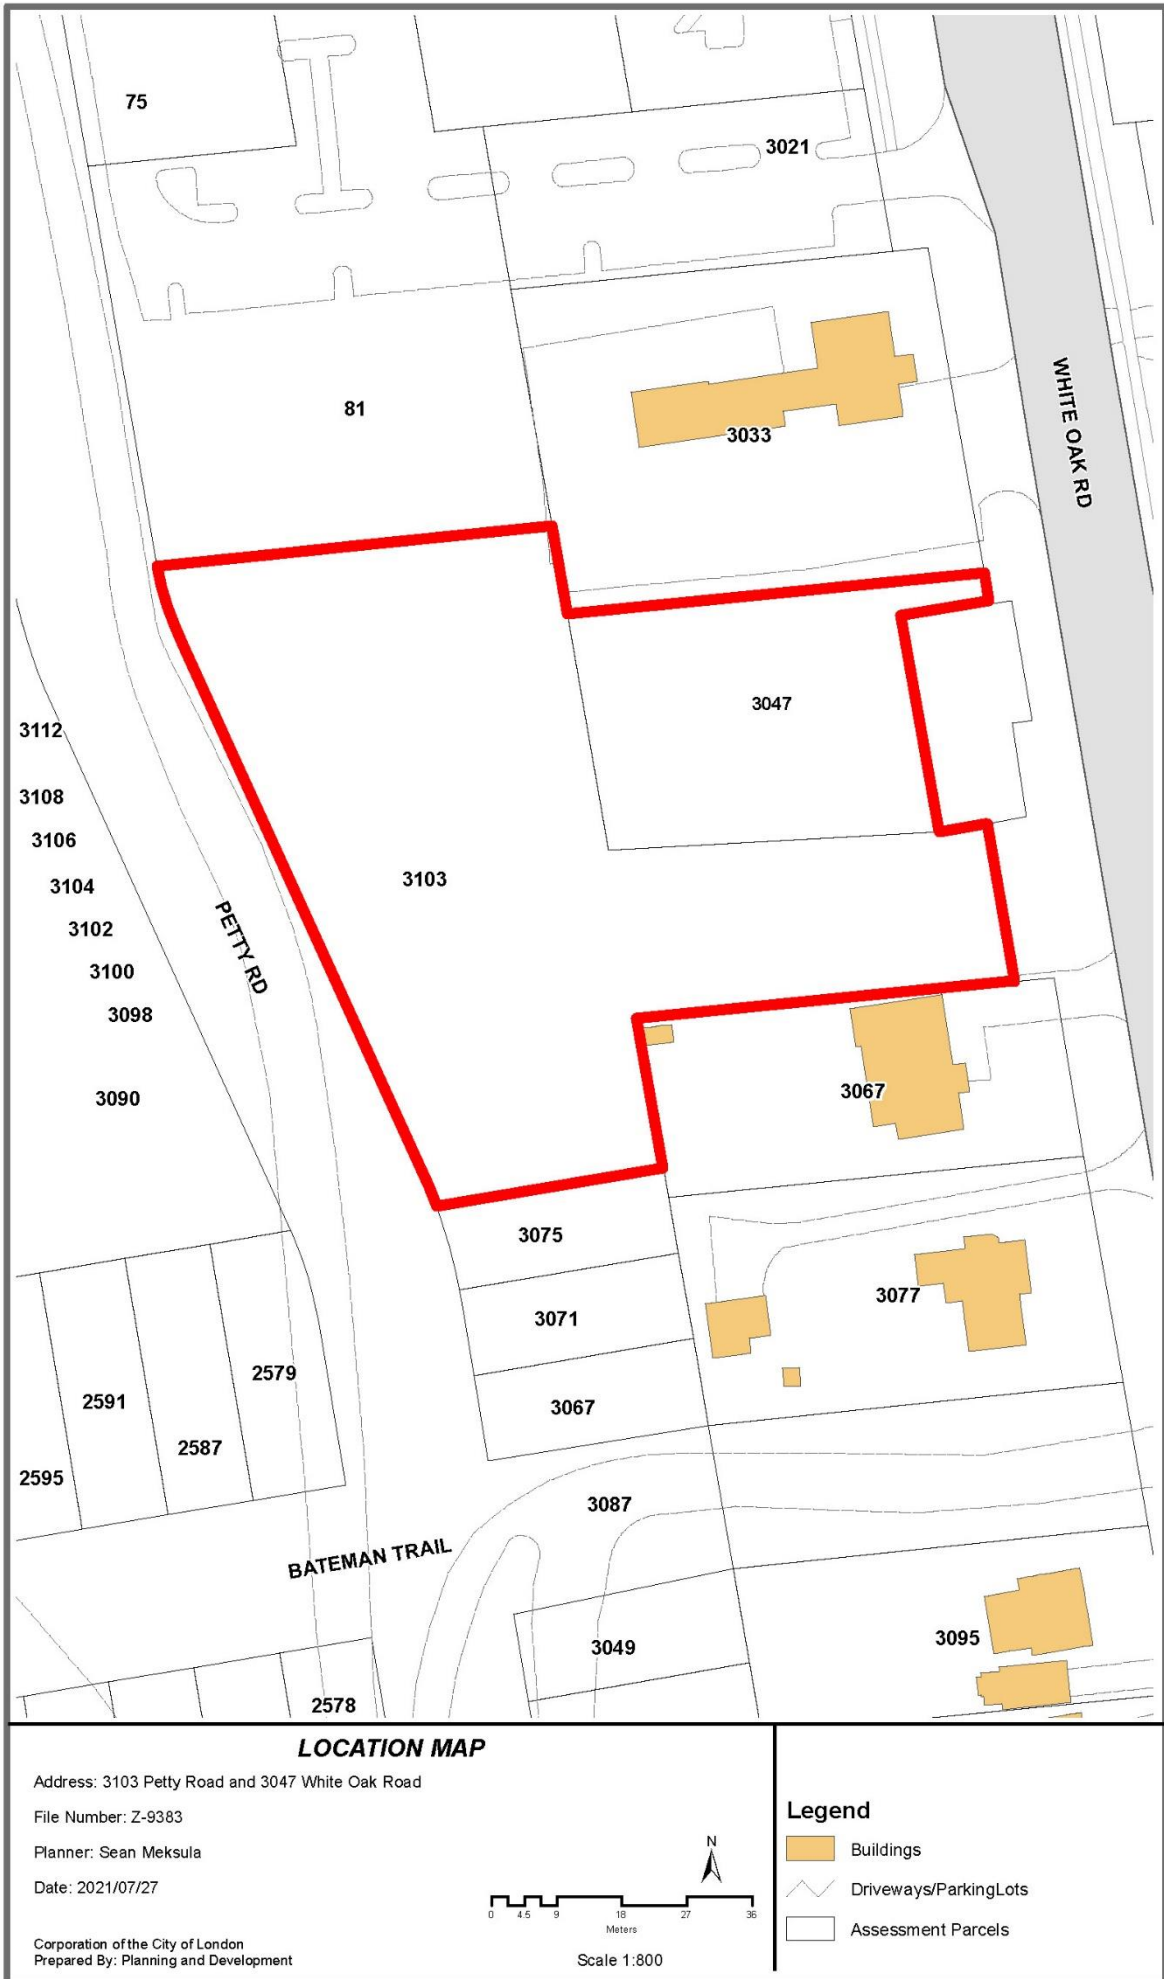 75
3021
81
3033
WHITE OAK RD
3047
3112
3108
3106
3104
3102
3100
3098
3090
3103
PETTY RD
3067
3075
3071
3067
3077
2579
2591
2587
2595
3087
BATEMAN TRAIL
3049
3095
2578
LOCATION MAP
Address: 3103 Petty Road and 3047 White Oak Road
File Number: Z-9383
Planner: Sean Meksula
Date: 2021/07/27
Corporation of the City of London
Prepared By: Planning and Development
N
0 4.5 9 18 27 36
Meters
Scale 1:800
Legend
Buildings
Driveways/ParkingLots
Assessment Parcels